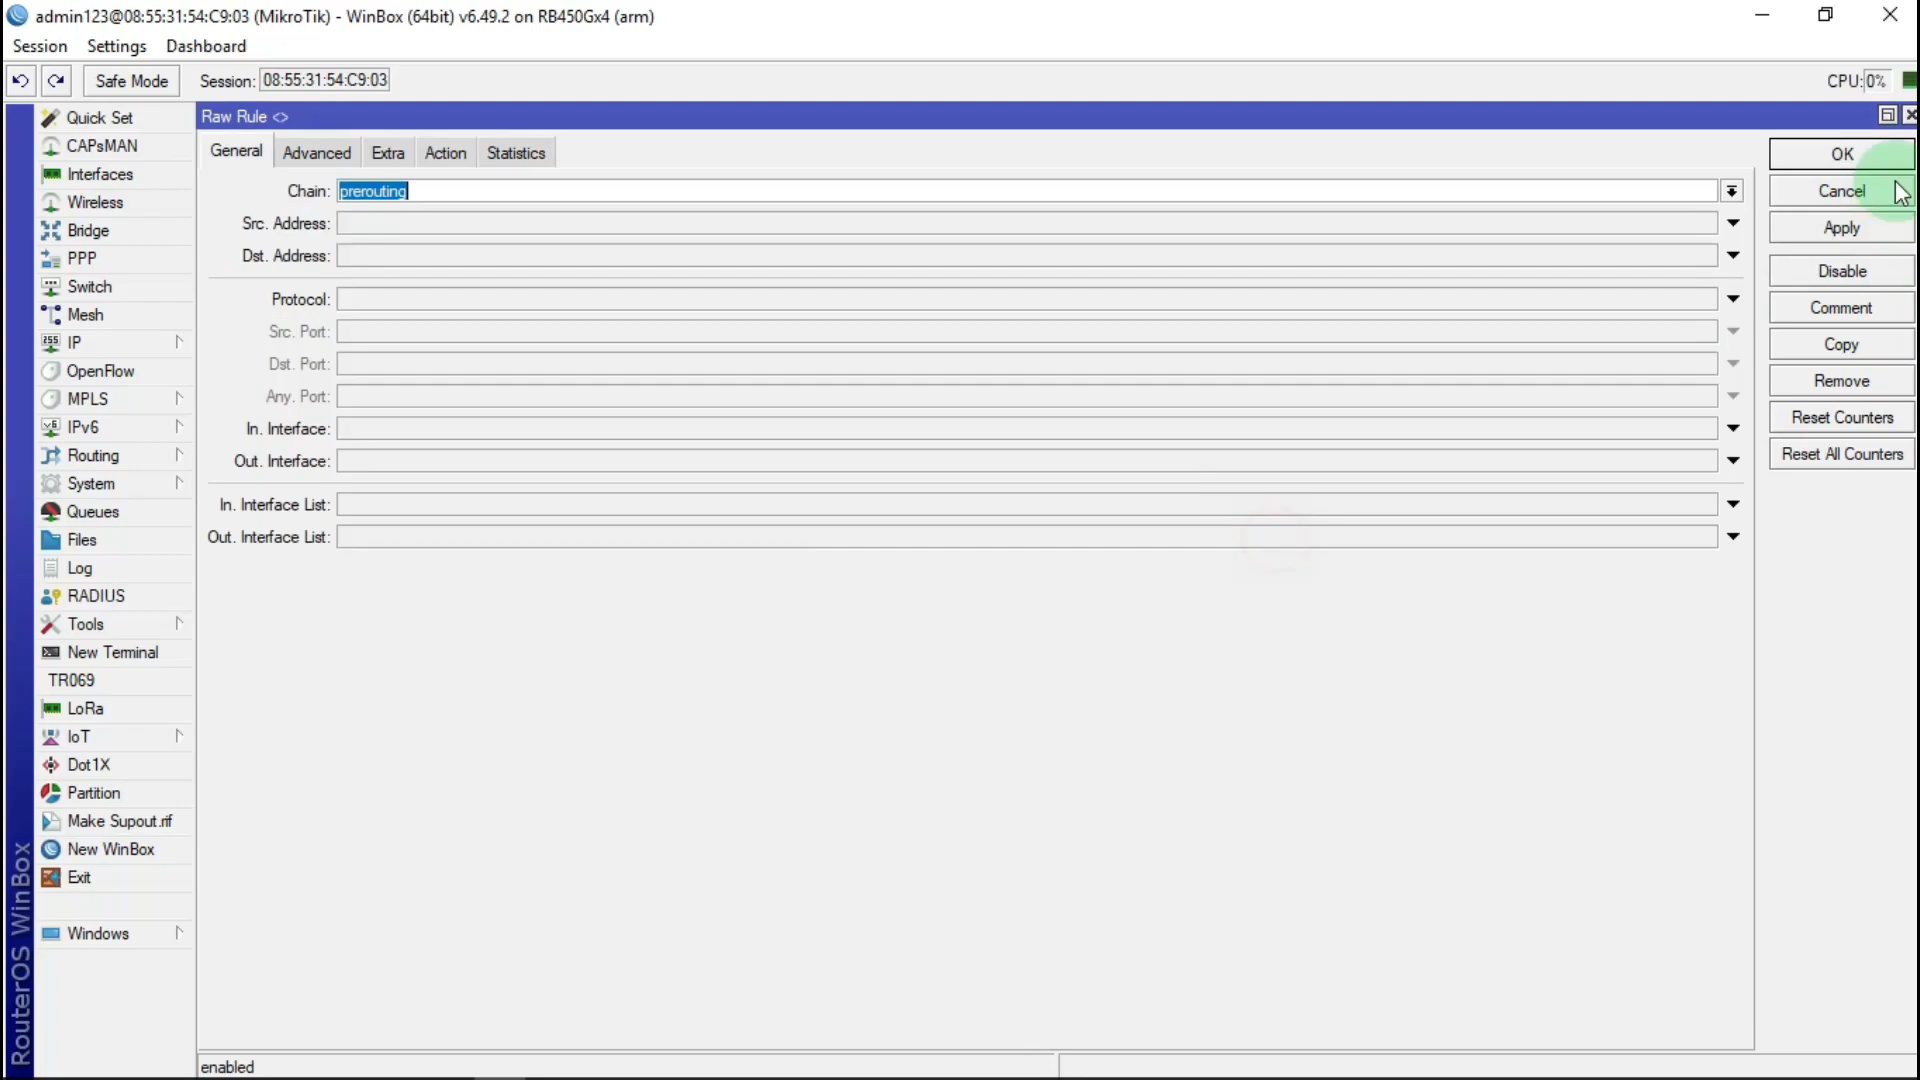 admin123@08:55:31:54:C9:03 (MikroTik) - WinBox (64bit) v6.49.2 on RB450Gx4 (arm)
Session Settings Dashboard
Safe Mode Session: 08:55:31:54:C9:03 CPU: 0%
Quick Set
CAPsMAN
Interfaces
Wireless
Bridge
PPP
Switch
Mesh
IP
OpenFlow
MPLS
IPv6
Routing
System
Queues
Files
Log
RADIUS
Tools
New Terminal
TR069
LoRa
IoT
Dot1X
Partition
Make Supout.rif
New WinBox
Exit
Windows
RouterOS WinBox
Raw Rule <>
General Advanced Extra Action Statistics
Chain: prerouting
Src. Address:
Dst. Address:
Protocol:
Src. Port:
Dst. Port:
Any. Port:
In. Interface:
Out. Interface:
In. Interface List:
Out. Interface List:
OK
Cancel
Apply
Disable
Comment
Copy
Remove
Reset Counters
Reset All Counters
enabled